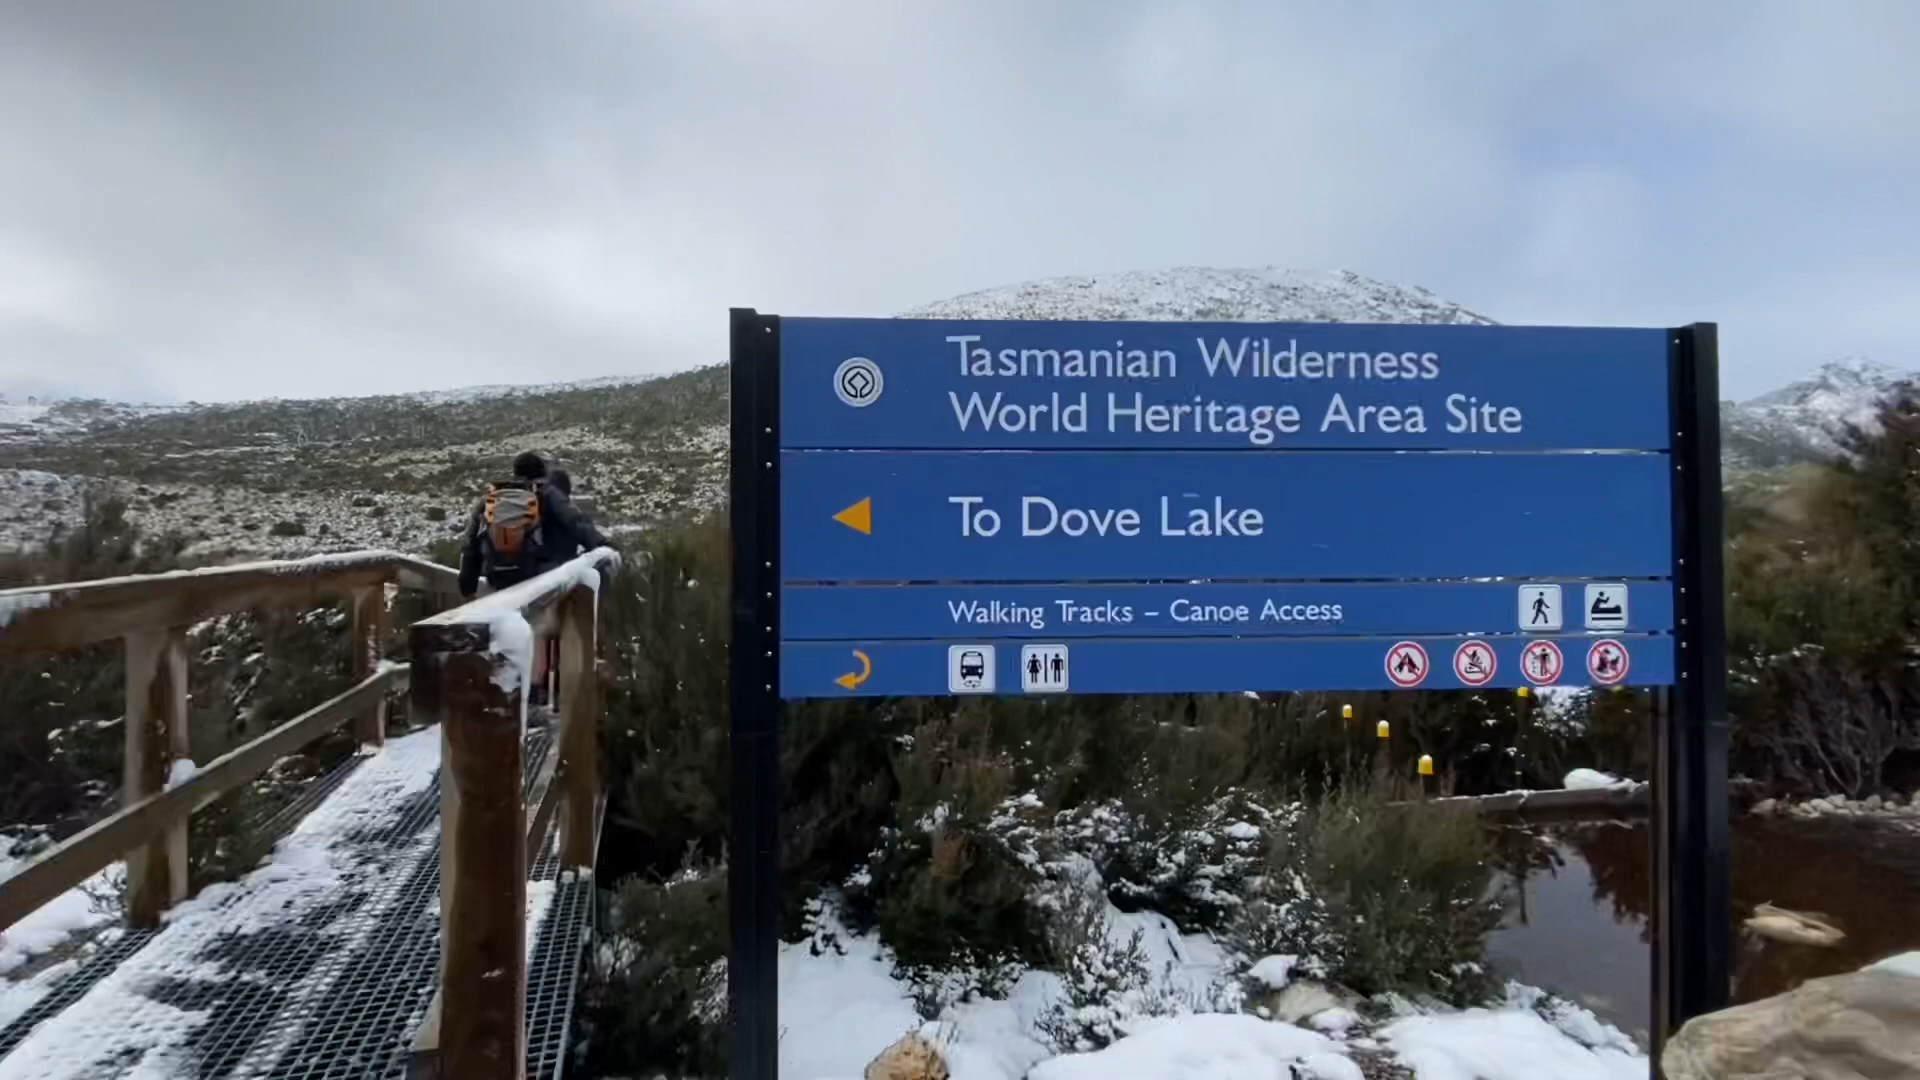 Tasmanian Wilderness
World Heritage Area Site
To Dove Lake
Walking Tracks – Canoe Access